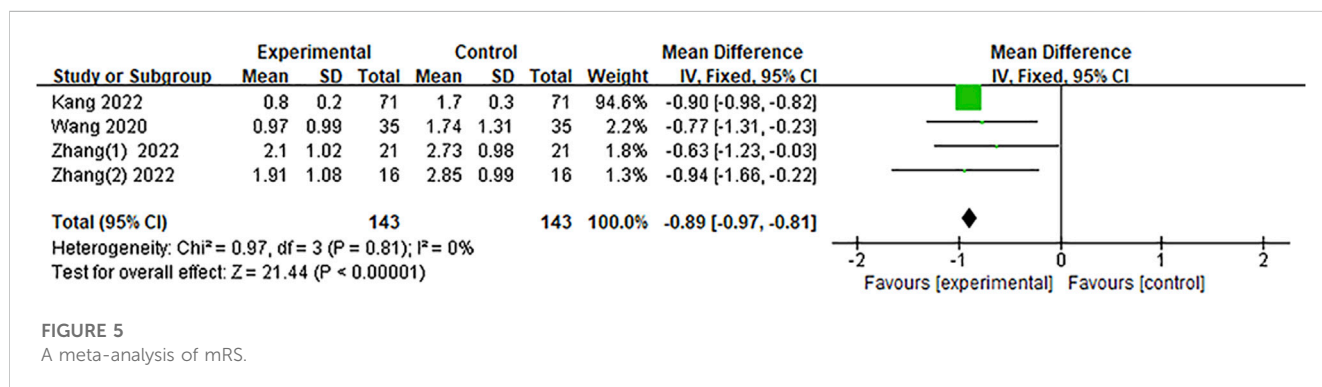 Experimental Control Mean Difference Mean Difference
Study or Subgroup Mean SD Total Mean SD Total Weight IV, Fixed, 95% CI IV, Fixed, 95% CI
Kang 2022 0.8 0.2 71 1.7 0.3 71 94.6% -0.90 [-0.98, -0.82]
Wang 2020 0.97 0.99 35 1.74 1.31 35 2.2% -0.77 [-1.31, -0.23]
Zhang(1) 2022 2.1 1.02 21 2.73 0.98 21 1.8% -0.63 [-1.23, -0.03]
Zhang(2) 2022 1.91 1.08 16 2.85 0.99 16 1.3% -0.94 [-1.66, -0.22]
Total (95% CI) 143 143 100.0% -0.89 [-0.97, -0.81]
Heterogeneity: Chi² = 0.97, df = 3 (P = 0.81); I² = 0%
Test for overall effect: Z = 21.44 (P < 0.00001)
-2 -1 0 1 2
Favours [experimental] Favours [control]
FIGURE 5
A meta-analysis of mRS.